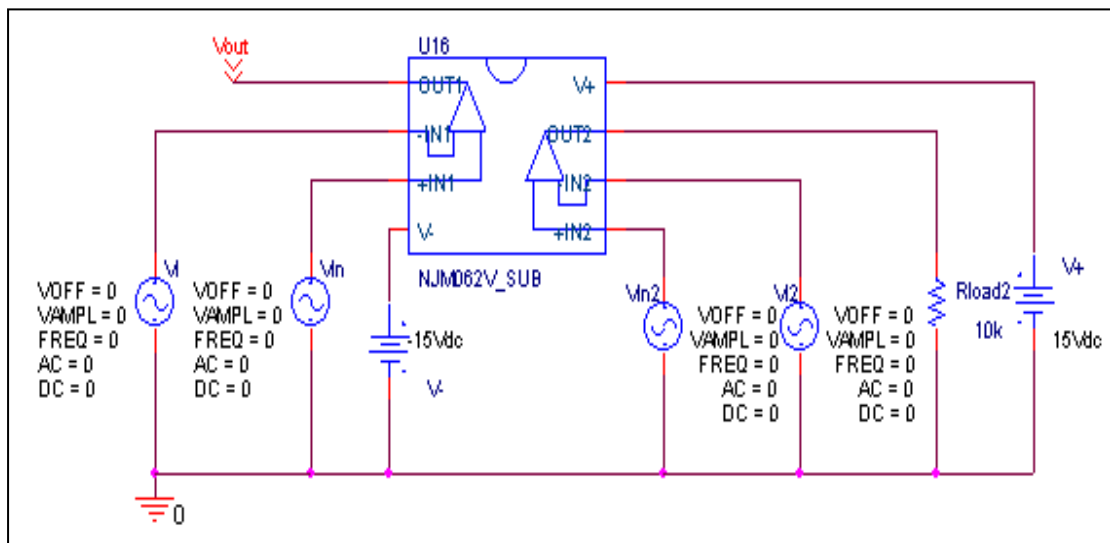 Vout
U16
OUT1
V+
-IN1
OUT2
+IN1
-IN2
V-
+IN2
NJM062V_SUB
Vi
VOFF = 0
VAMPL = 0
FREQ = 0
AC = 0
DC = 0
Vin
VOFF = 0
VAMPL = 0
FREQ = 0
AC = 0
DC = 0
-15Vdc
V-
Vin2
VOFF = 0
VAMPL = 0
FREQ = 0
AC = 0
DC = 0
Vi2
VOFF = 0
VAMPL = 0
FREQ = 0
AC = 0
DC = 0
Rload2
10k
V+
15Vdc
0